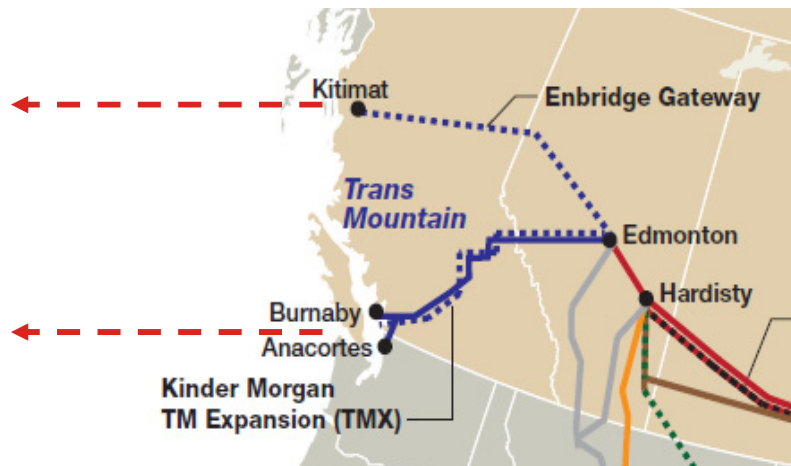 Kitimat
Enbridge Gateway
Trans
Mountain
Edmonton
Hardisty
Burnaby
Anacortes
Kinder Morgan
TM Expansion (TMX)